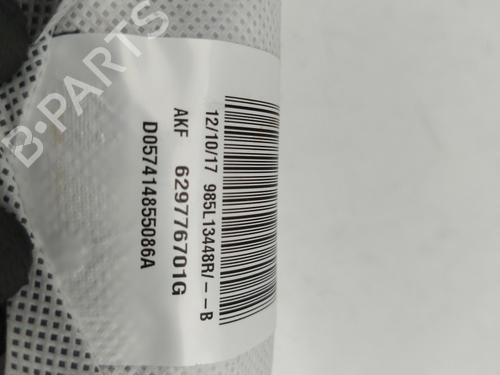 B-PARTS
12/10/17 985L13448R/--B
AKF 629776701G
D057414855086A